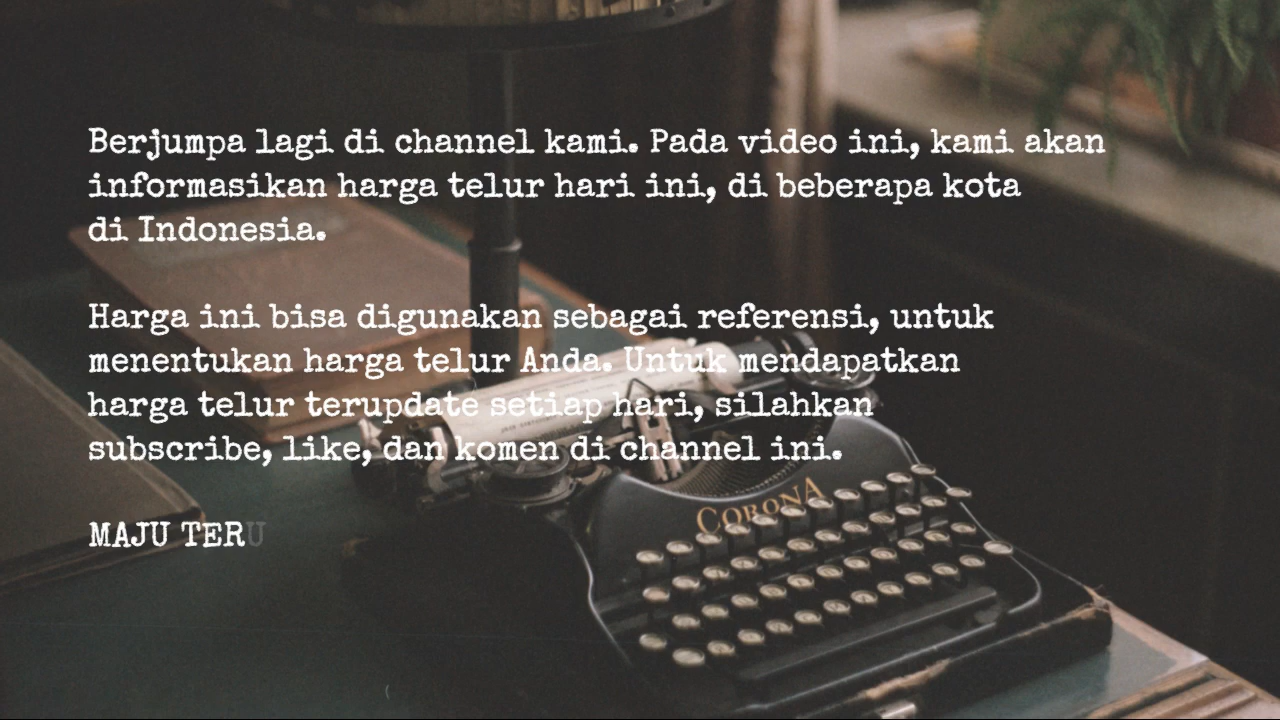 Berjumpa lagi di channel kami. Pada video ini, kami akan
informasikan harga telur hari ini, di beberapa kota
di Indonesia.
Harga ini bisa digunakan sebagai referensi, untuk
menentukan harga telur Anda. Untuk mendapatkan
harga telur terupdate setiap hari, silahkan
subscribe, like, dan komen di channel ini.
CORONA
MAJU TERU